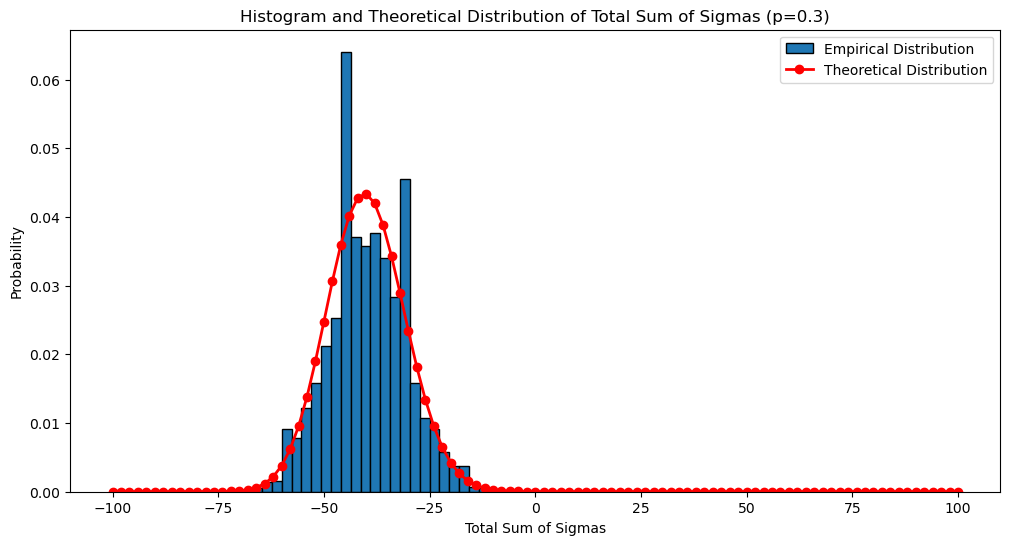 Histogram and Theoretical Distribution of Total Sum of Sigmas (p=0.3)
Empirical Distribution
Theoretical Distribution
Probability
0.06
0.05
0.04
0.03
0.02
0.01
0.00
−100 −75 −50 −25 0 25 50 75 100
Total Sum of Sigmas